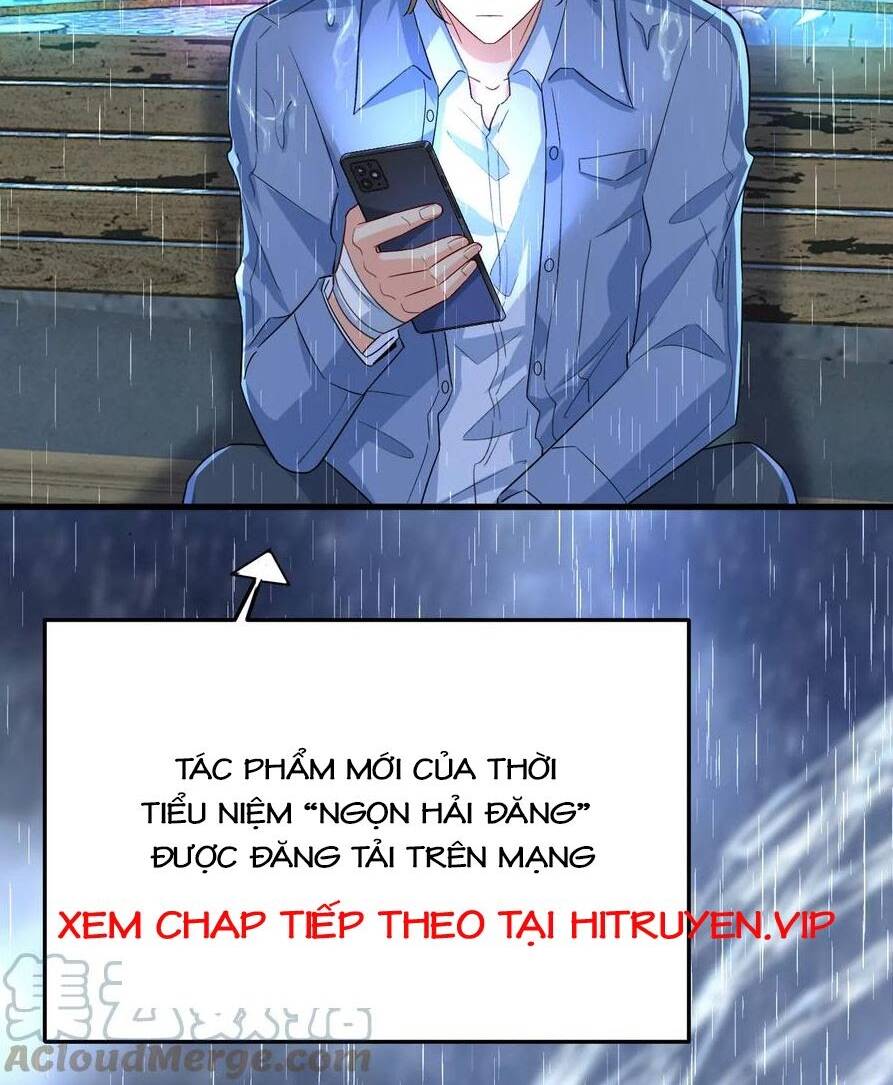 TÁC PHẨM MỚI CỦA THỜI
TIỂU NIỆM “NGỌN HẢI ĐĂNG”
ĐƯỢC ĐĂNG TẢI TRÊN MẠNG
XEM CHAP TIẾP THEO TẠI HITRUYEN.VIP
ACloudMerge.com